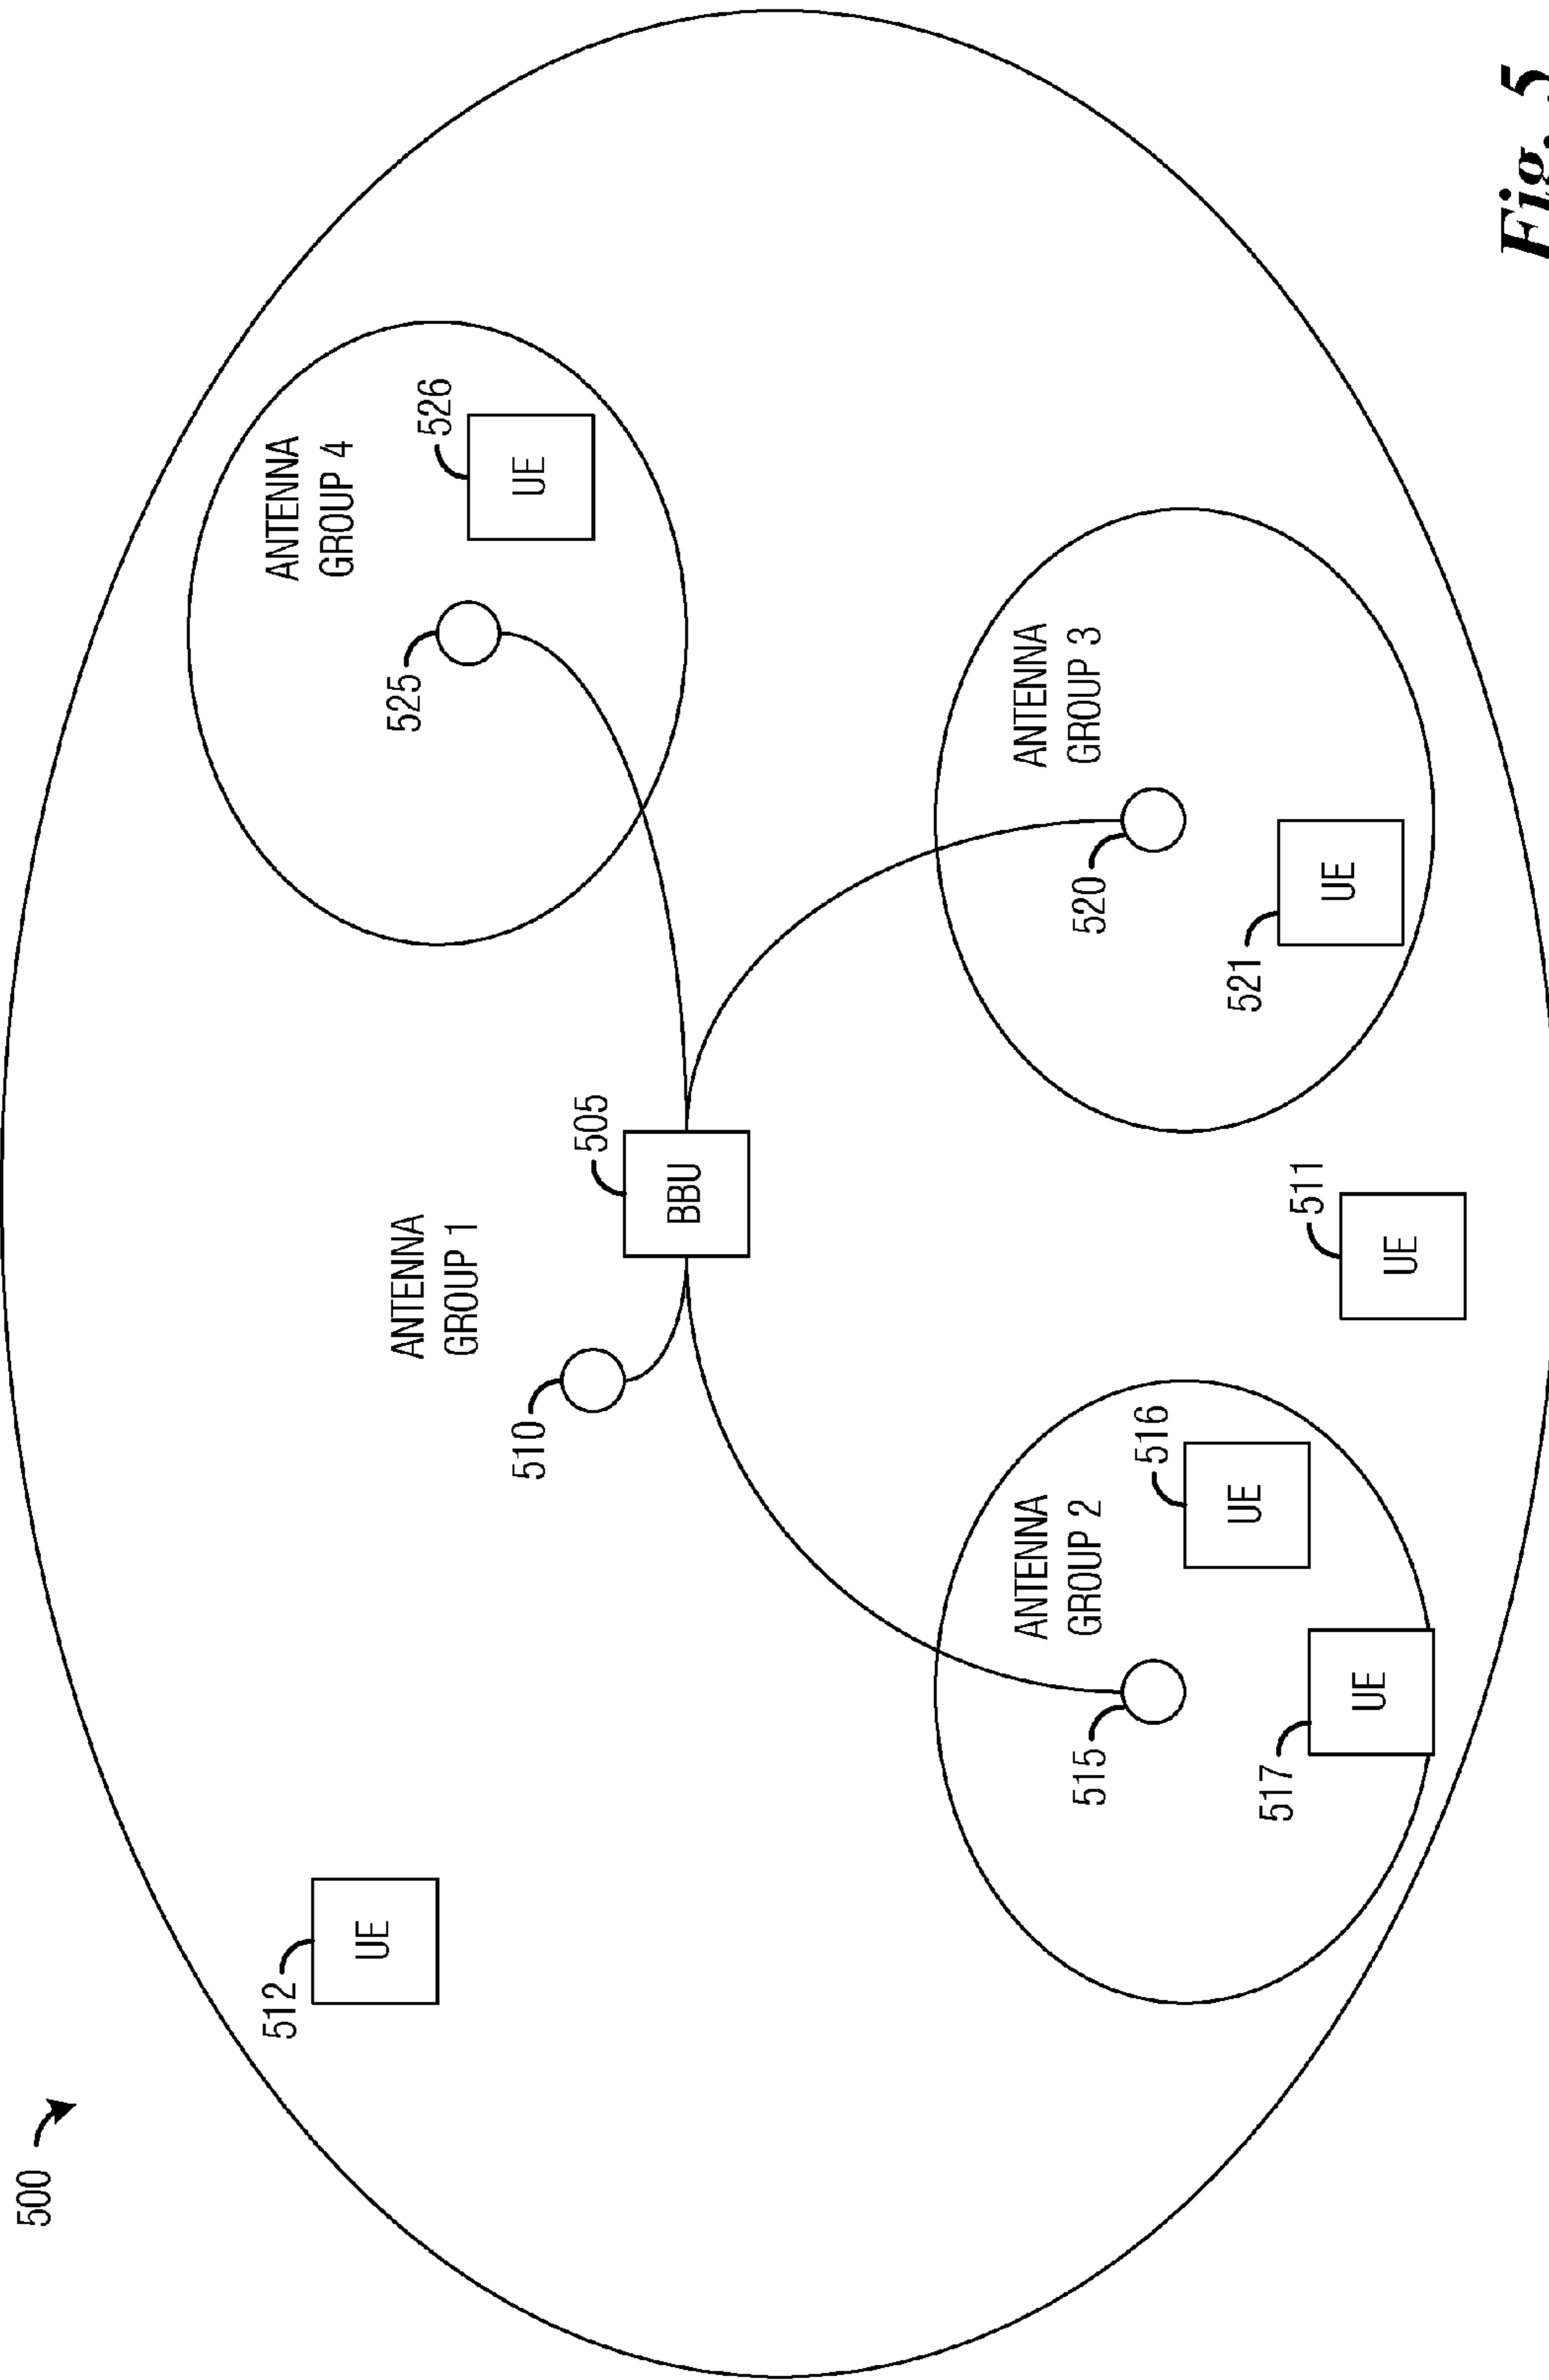 500
512
UE
ANTENNA
GROUP 4
525
526
UE
ANTENNA
GROUP 1
510
505
BBU
ANTENNA
GROUP 2
515
516
UE
517
UE
ANTENNA
GROUP 3
520
521
UE
511
UE
Fig. 5